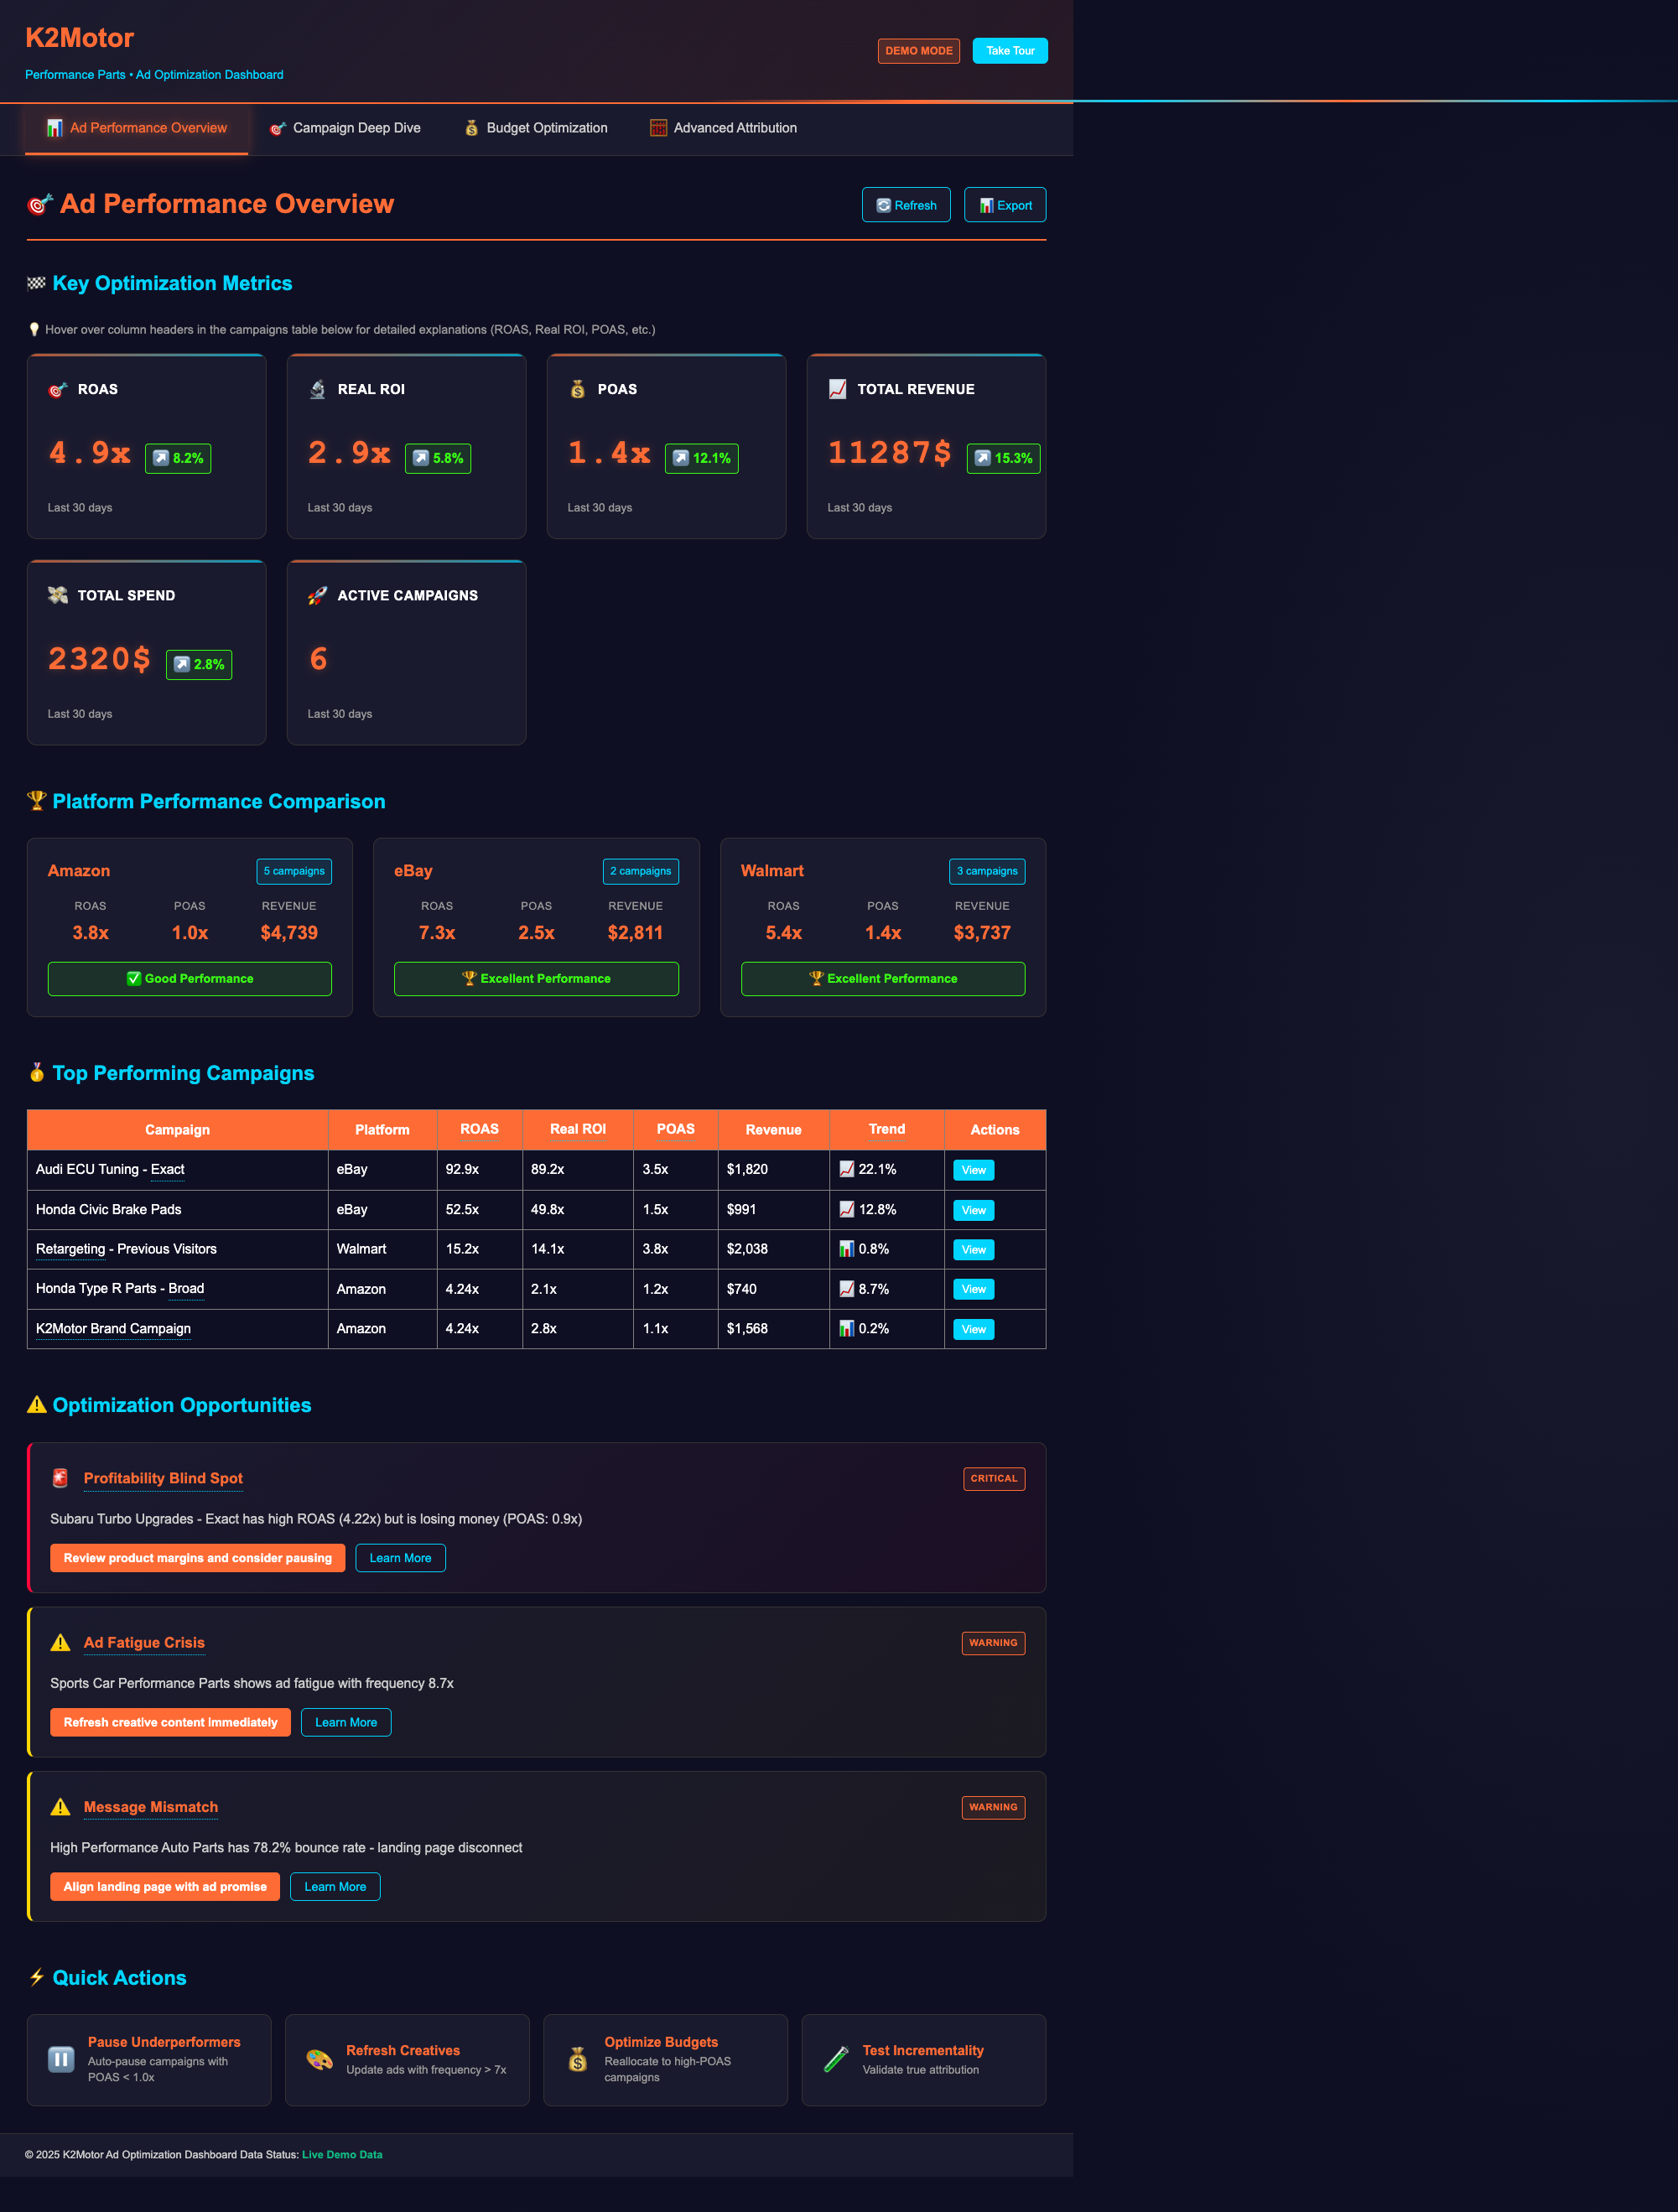 K2Motor
Performance Parts • Ad Optimization Dashboard
DEMO MODE
Take Tour
Ad Performance Overview
Campaign Deep Dive
Budget Optimization
Advanced Attribution
Ad Performance Overview
Refresh
Export
Key Optimization Metrics
Hover over column headers in the campaigns table below for detailed explanations (ROAS, Real ROI, POAS, etc.)
ROAS
4.9x 8.2%
Last 30 days
REAL ROI
2.9x 5.8%
Last 30 days
POAS
1.4x 12.1%
Last 30 days
TOTAL REVENUE
11287$ 15.3%
Last 30 days
TOTAL SPEND
2320$ 2.8%
Last 30 days
ACTIVE CAMPAIGNS
6
Last 30 days
Platform Performance Comparison
Amazon 5 campaigns
ROAS POAS REVENUE
3.8x 1.0x $4,739
Good Performance
eBay 2 campaigns
ROAS POAS REVENUE
7.3x 2.5x $2,811
Excellent Performance
Walmart 3 campaigns
ROAS POAS REVENUE
5.4x 1.4x $3,737
Excellent Performance
Top Performing Campaigns
Campaign Platform ROAS Real ROI POAS Revenue Trend Actions
Audi ECU Tuning - Exact eBay 92.9x 89.2x 3.5x $1,820 22.1% View
Honda Civic Brake Pads eBay 52.5x 49.8x 1.5x $991 12.8% View
Retargeting - Previous Visitors Walmart 15.2x 14.1x 3.8x $2,038 0.8% View
Honda Type R Parts - Broad Amazon 4.24x 2.1x 1.2x $740 8.7% View
K2Motor Brand Campaign Amazon 4.24x 2.8x 1.1x $1,568 0.2% View
Optimization Opportunities
Profitability Blind Spot CRITICAL
Subaru Turbo Upgrades - Exact has high ROAS (4.22x) but is losing money (POAS: 0.9x)
Review product margins and consider pausing Learn More
Ad Fatigue Crisis WARNING
Sports Car Performance Parts shows ad fatigue with frequency 8.7x
Refresh creative content immediately Learn More
Message Mismatch WARNING
High Performance Auto Parts has 78.2% bounce rate - landing page disconnect
Align landing page with ad promise Learn More
Quick Actions
Pause Underperformers
Auto-pause campaigns with
POAS < 1.0x
Refresh Creatives
Update ads with frequency > 7x
Optimize Budgets
Reallocate to high-POAS
campaigns
Test Incrementality
Validate true attribution
© 2025 K2Motor Ad Optimization Dashboard Data Status: Live Demo Data